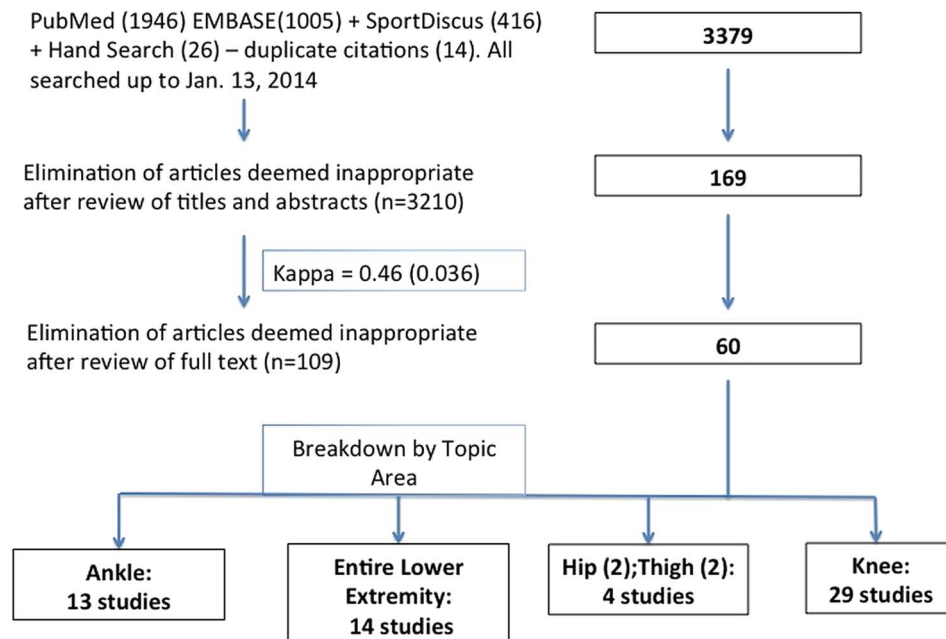 PubMed (1946) EMBASE(1005) + SportDiscus (416)
+ Hand Search (26) – duplicate citations (14). All
searched up to Jan. 13, 2014
3379
Elimination of articles deemed inappropriate
after review of titles and abstracts (n=3210)
169
Kappa = 0.46 (0.036)
Elimination of articles deemed inappropriate
after review of full text (n=109)
60
Breakdown by Topic
Area
Ankle:
13 studies
Entire Lower
Extremity:
14 studies
Hip (2);Thigh (2):
4 studies
Knee:
29 studies